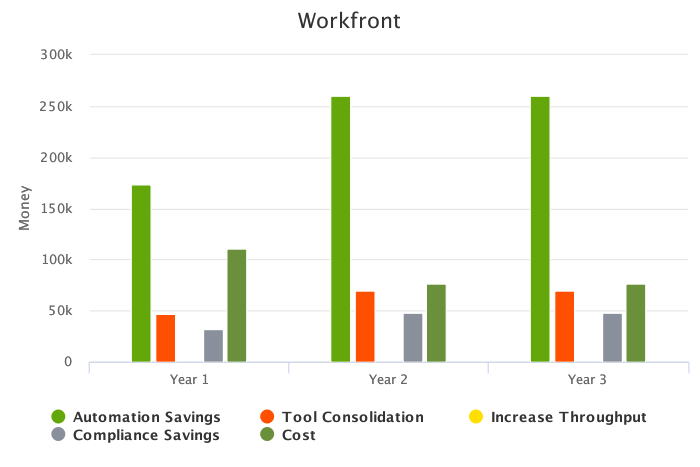 Workfront
300k
250k
200k
150k
100k
50k
0
Money
Year 1 Year 2 Year 3
Automation Savings Tool Consolidation Increase Throughput
Compliance Savings Cost